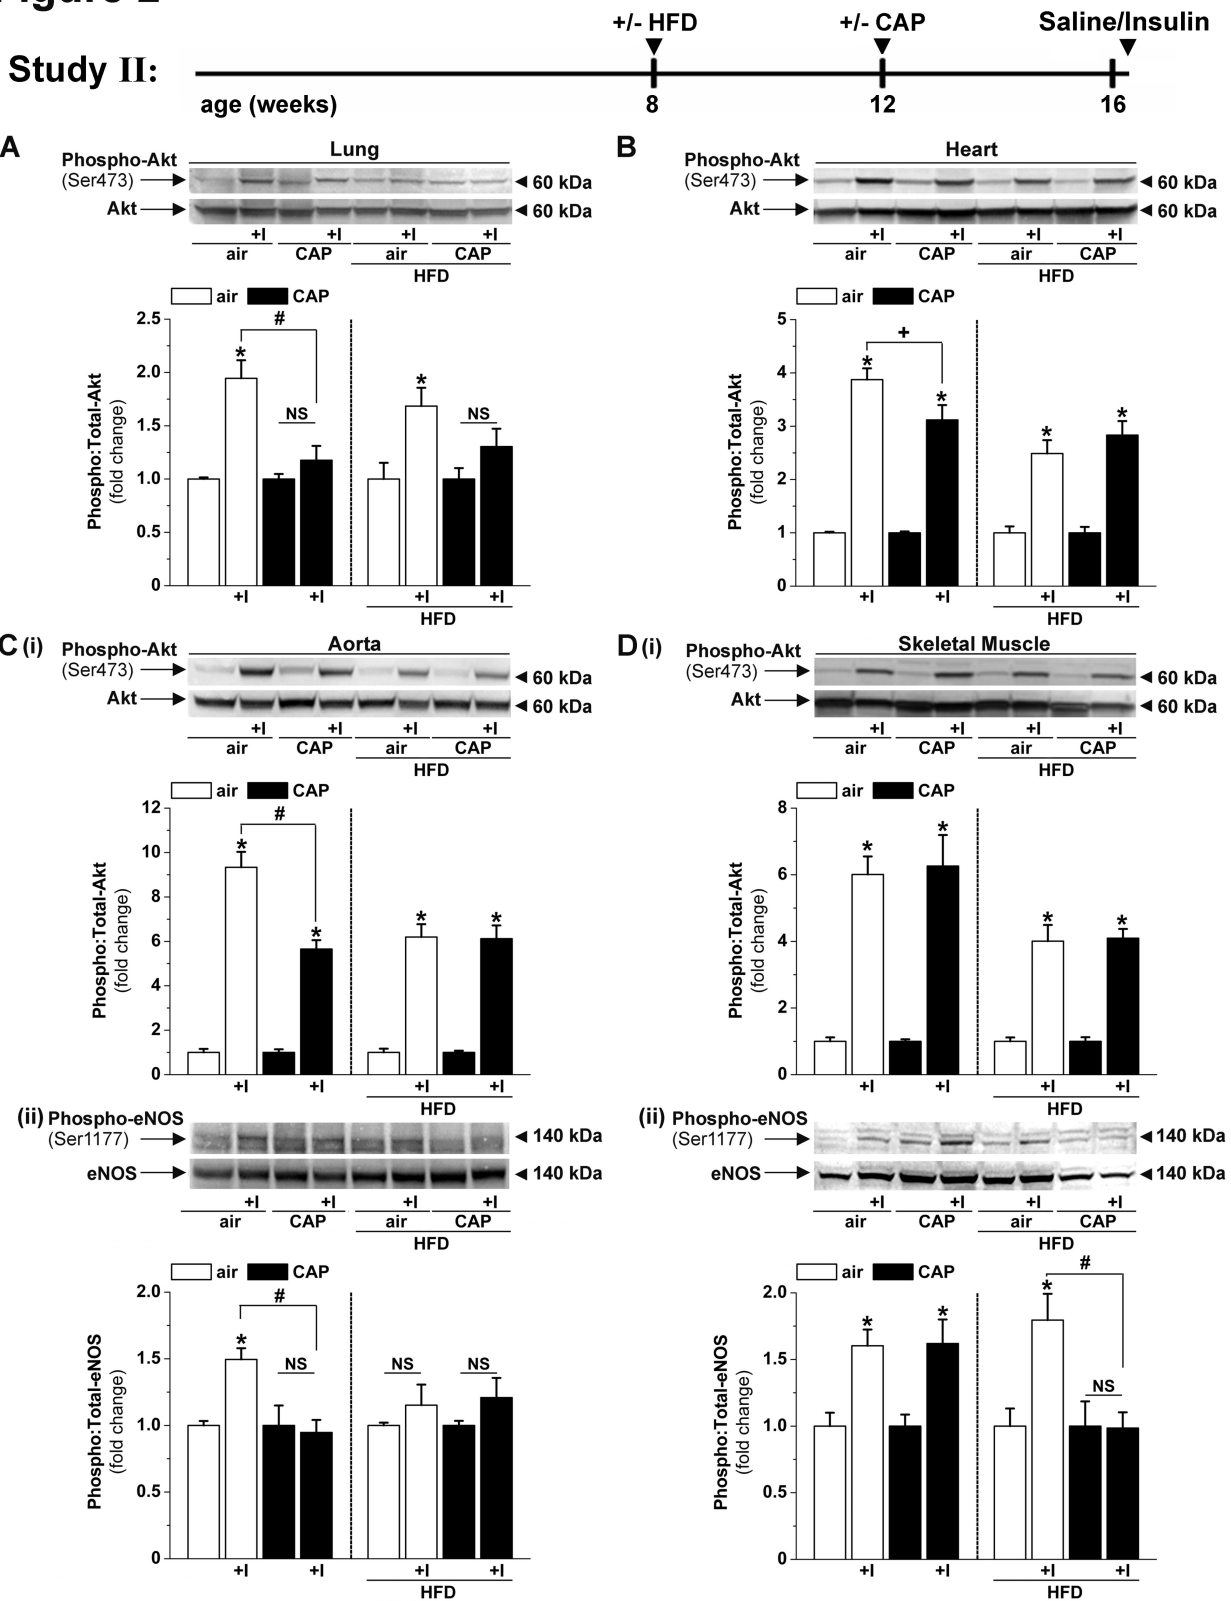 Figure 2
+/- HFD +/- CAP Saline/Insulin
Study II:
age (weeks) 8 12 16
A
Lung
Phospho-Akt
(Ser473) 60 kDa
Akt 60 kDa
+I +I +I +I
air CAP air CAP
HFD
air CAP
Phospho:Total-Akt
(fold change)
2.5
2.0
1.5
1.0
0.5
0
#
* NS * NS
+I +I +I +I
HFD
B
Heart
Phospho-Akt
(Ser473) 60 kDa
Akt 60 kDa
+I +I +I +I
air CAP air CAP
HFD
air CAP
Phospho:Total-Akt
(fold change)
5
4
3
2
1
0
+
* * * *
+I +I +I +I
HFD
C (i)
Aorta
Phospho-Akt
(Ser473) 60 kDa
Akt 60 kDa
+I +I +I +I
air CAP air CAP
HFD
air CAP
Phospho:Total-Akt
(fold change)
12
10
8
6
4
2
0
#
* * * *
+I +I +I +I
HFD
D (i)
Skeletal Muscle
Phospho-Akt
(Ser473) 60 kDa
Akt 60 kDa
+I +I +I +I
air CAP air CAP
HFD
air CAP
Phospho:Total-Akt
(fold change)
8
6
4
2
0
* * * *
+I +I +I +I
HFD
(ii)
Phospho-eNOS
(Ser1177) 140 kDa
eNOS 140 kDa
+I +I +I +I
air CAP air CAP
HFD
air CAP
Phospho:Total-eNOS
(fold change)
2.0
1.5
1.0
0.5
0
#
* NS NS NS
+I +I +I +I
HFD
(ii)
Phospho-eNOS
(Ser1177) 140 kDa
eNOS 140 kDa
+I +I +I +I
air CAP air CAP
HFD
air CAP
Phospho:Total-eNOS
(fold change)
2.0
1.5
1.0
0.5
0
#
* * * NS
+I +I +I +I
HFD